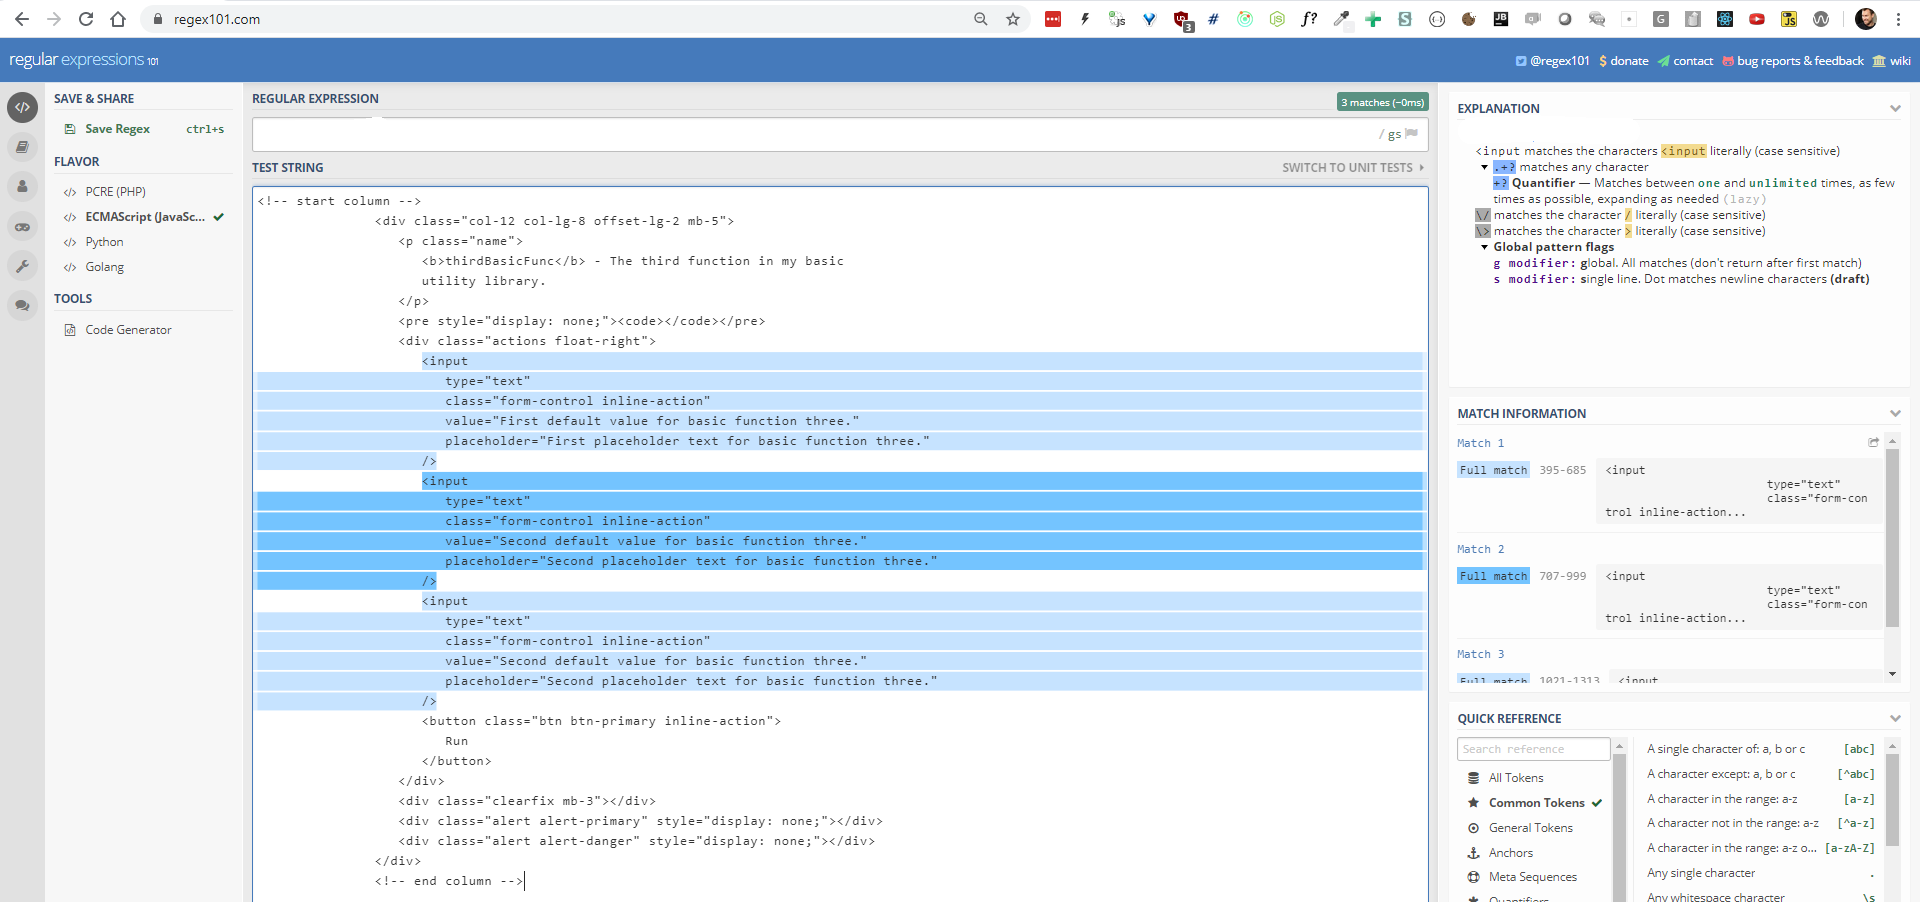 regex101.com
regular expressions 101
@regex101 donate contact bug reports & feedback wiki
SAVE & SHARE
Save Regex ctrl+s
FLAVOR
PCRE (PHP)
ECMAScript (JavaSc...
Python
Golang
TOOLS
Code Generator
REGULAR EXPRESSION
3 matches (~0ms)
/ gs
TEST STRING
SWITCH TO UNIT TESTS
<!-- start column -->
<div class="col-12 col-lg-8 offset-lg-2 mb-5">
<p class="name">
<b>thirdBasicFunc</b> - The third function in my basic
utility library.
</p>
<pre style="display: none;"><code></code></pre>
<div class="actions float-right">
<input
type="text"
class="form-control inline-action"
value="First default value for basic function three."
placeholder="First placeholder text for basic function three."
/>
<input
type="text"
class="form-control inline-action"
value="Second default value for basic function three."
placeholder="Second placeholder text for basic function three."
/>
<input
type="text"
class="form-control inline-action"
value="Second default value for basic function three."
placeholder="Second placeholder text for basic function three."
/>
<button class="btn btn-primary inline-action">
Run
</button>
</div>
<div class="clearfix mb-3"></div>
<div class="alert alert-primary" style="display: none;"></div>
<div class="alert alert-danger" style="display: none;"></div>
</div>
<!-- end column -->
EXPLANATION
<input matches the characters <input literally (case sensitive)
.+? matches any character
+? Quantifier — Matches between one and unlimited times, as few
times as possible, expanding as needed (lazy)
\/ matches the character / literally (case sensitive)
\> matches the character > literally (case sensitive)
Global pattern flags
g modifier: global. All matches (don't return after first match)
s modifier: single line. Dot matches newline characters (draft)
MATCH INFORMATION
Match 1
Full match 395-685 <input
type="text"
class="form-con
trol inline-action...
Match 2
Full match 707-999 <input
type="text"
class="form-con
trol inline-action...
Match 3
Full match 1021-1313 <input
QUICK REFERENCE
Search reference
All Tokens
Common Tokens
General Tokens
Anchors
Meta Sequences
Quantifiers
A single character of: a, b or c [abc]
A character except: a, b or c [^abc]
A character in the range: a-z [a-z]
A character not in the range: a-z [^a-z]
A character in the range: a-z o... [a-zA-Z]
Any single character .
Any whitespace character \s